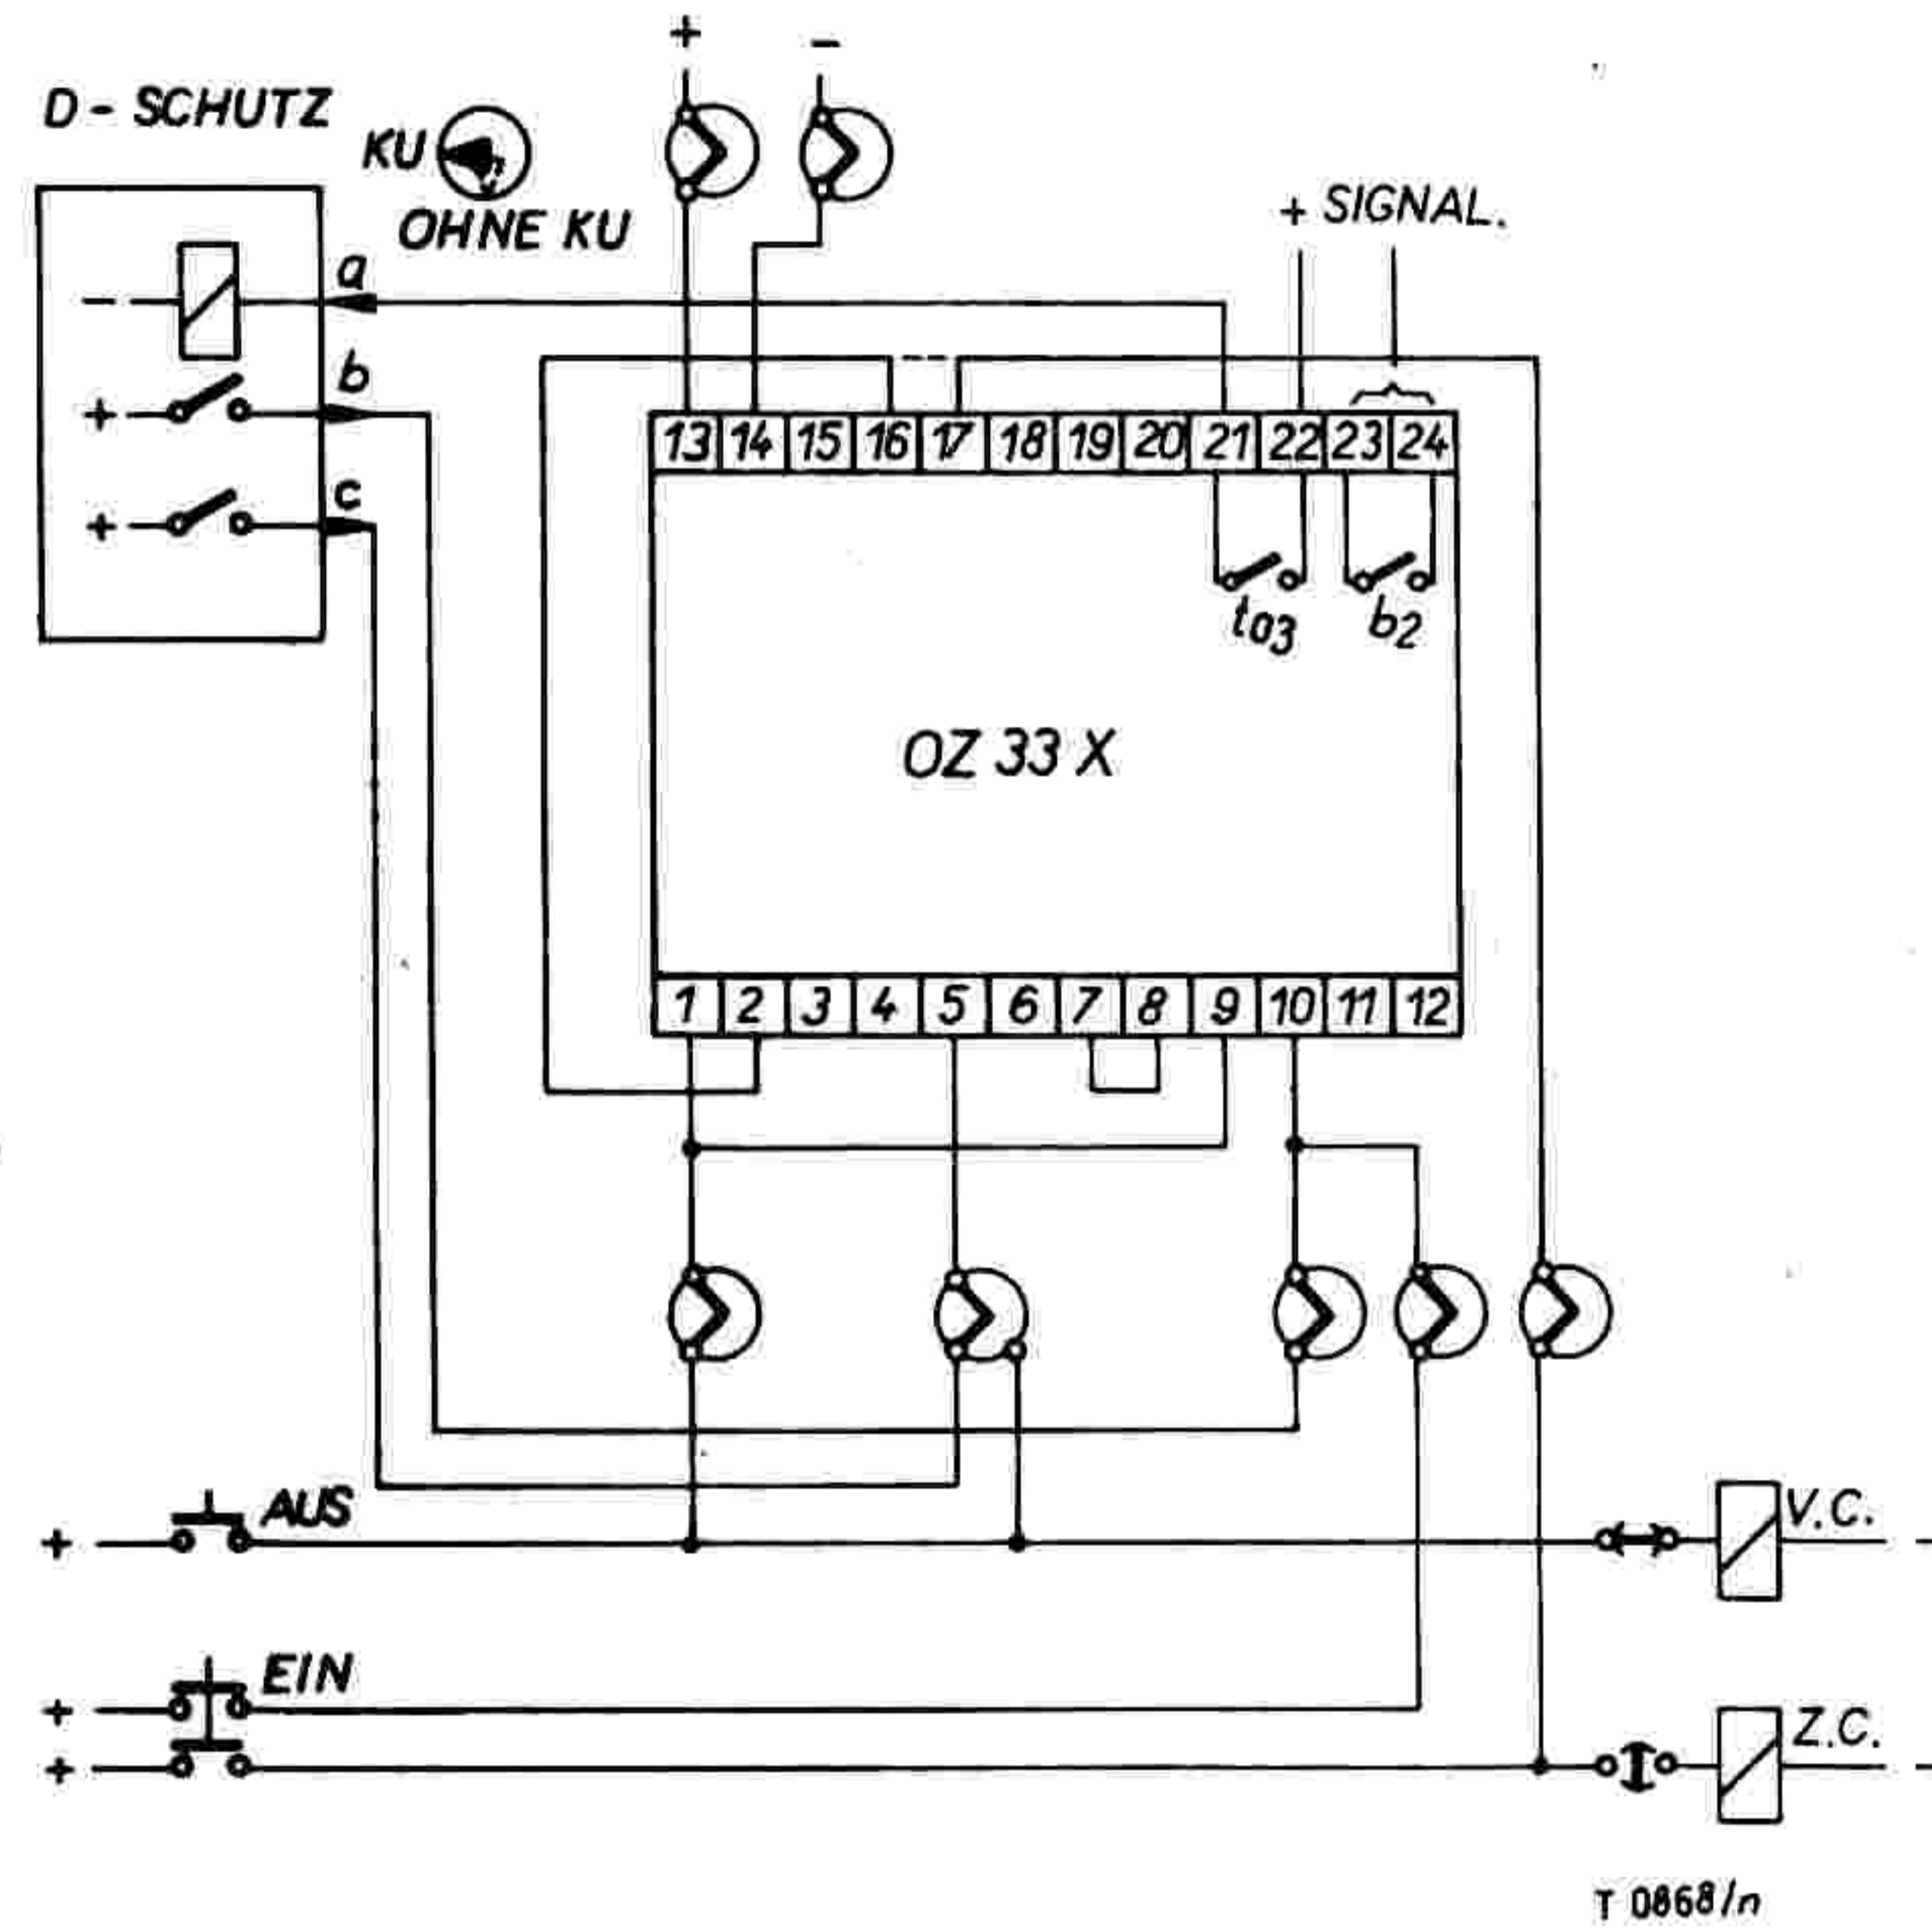 + −
D - SCHUTZ
KU
OHNE KU
+ SIGNAL.
a
−
b
+
c
+
13 14 15 16 17 18 19 20 21 22 23 24
t03 b2
OZ 33 X
1 2 3 4 5 6 7 8 9 10 11 12
AUS
+
V.C.
−
EIN
+
Z.C.
+
−
T 0868/n